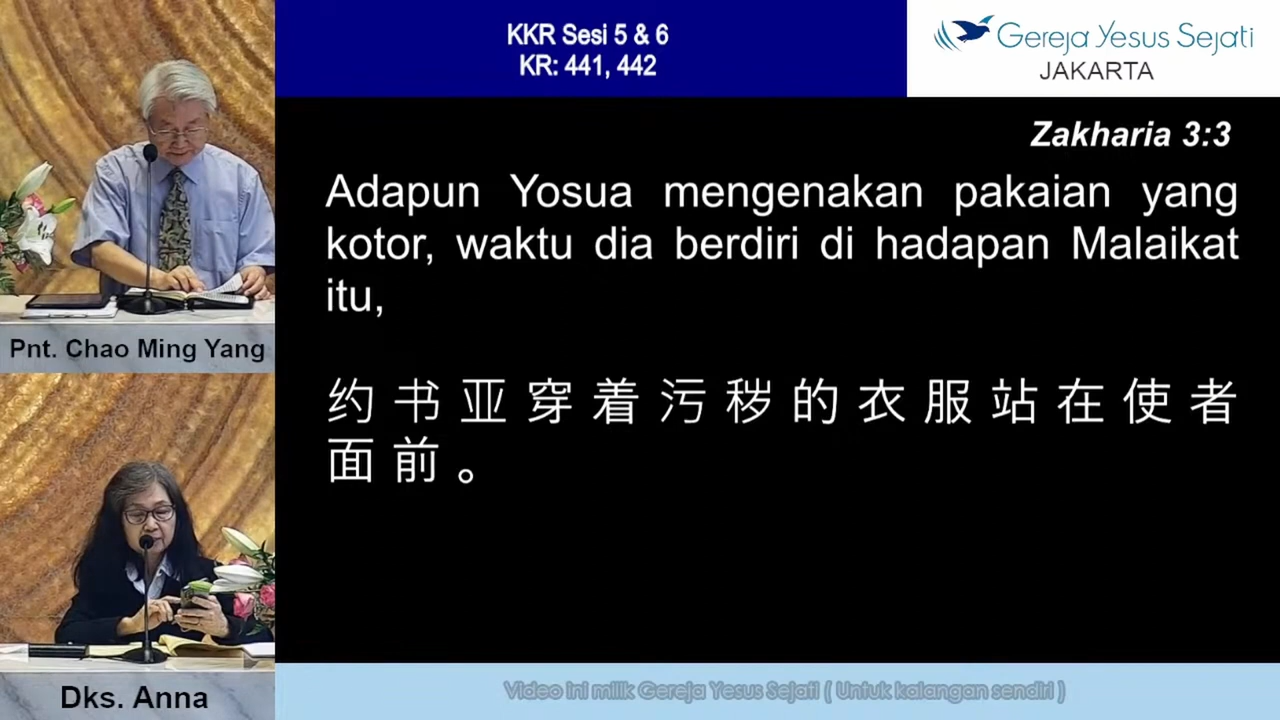 KKR Sesi 5 & 6
KR: 441, 442
Gereja Yesus Sejati
JAKARTA
Zakharia 3:3
Adapun Yosua mengenakan pakaian yang
kotor, waktu dia berdiri di hadapan Malaikat
itu,
约书亚穿着污秽的衣服站在使者
面前。
Pnt. Chao Ming Yang
Dks. Anna
Video ini milik Gereja Yesus Sejati ( Untuk kalangan sendiri )